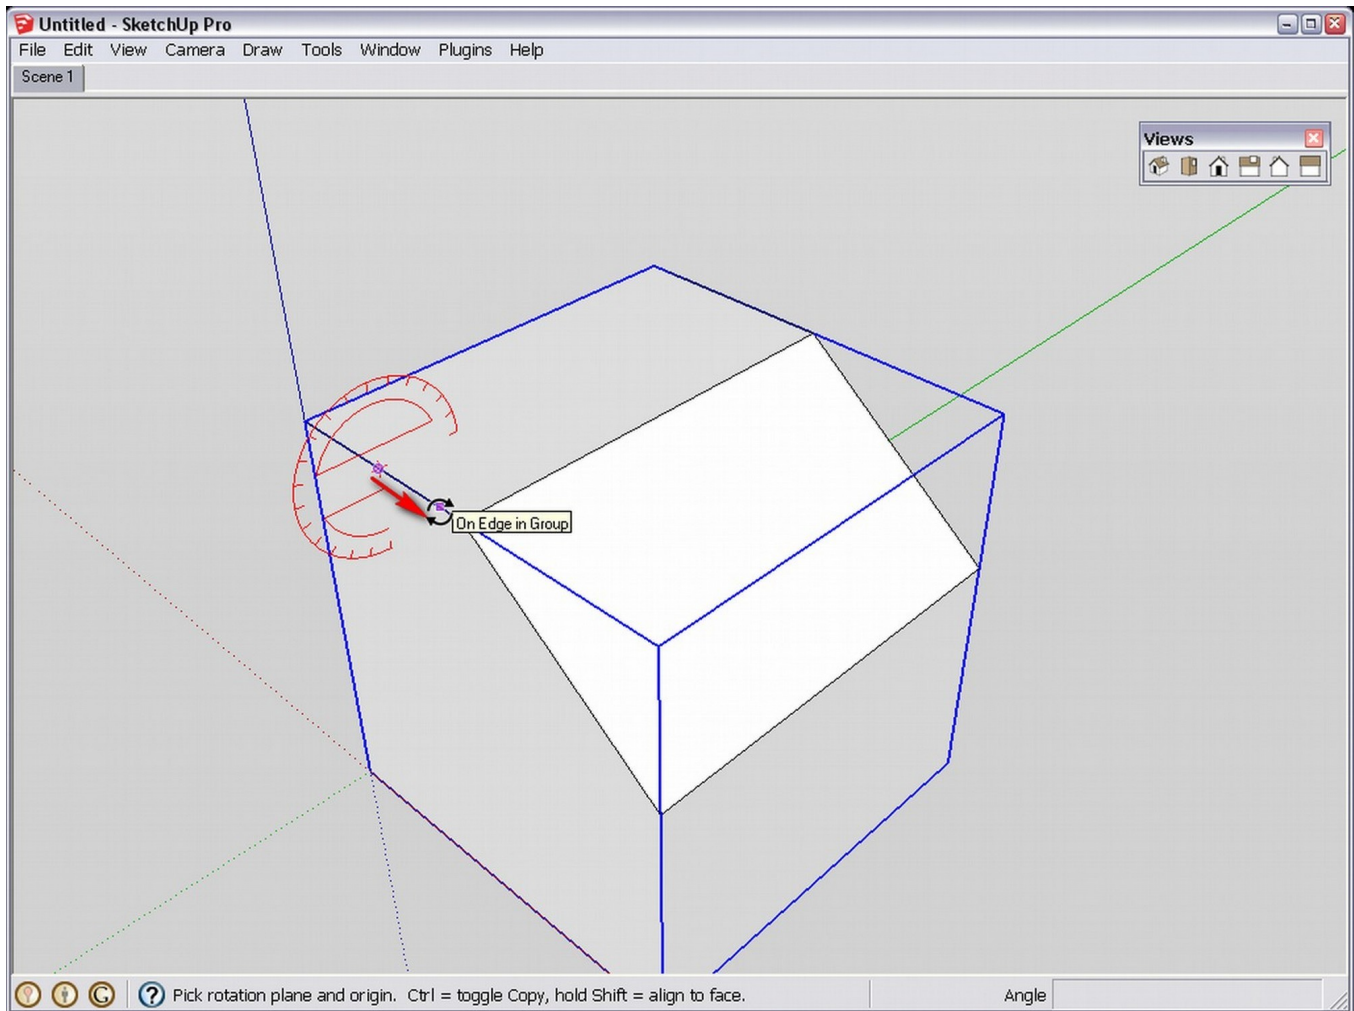 Untitled - SketchUp Pro
File Edit View Camera Draw Tools Window Plugins Help
Scene 1
Views
On Edge in Group
Pick rotation plane and origin. Ctrl = toggle Copy, hold Shift = align to face.
Angle